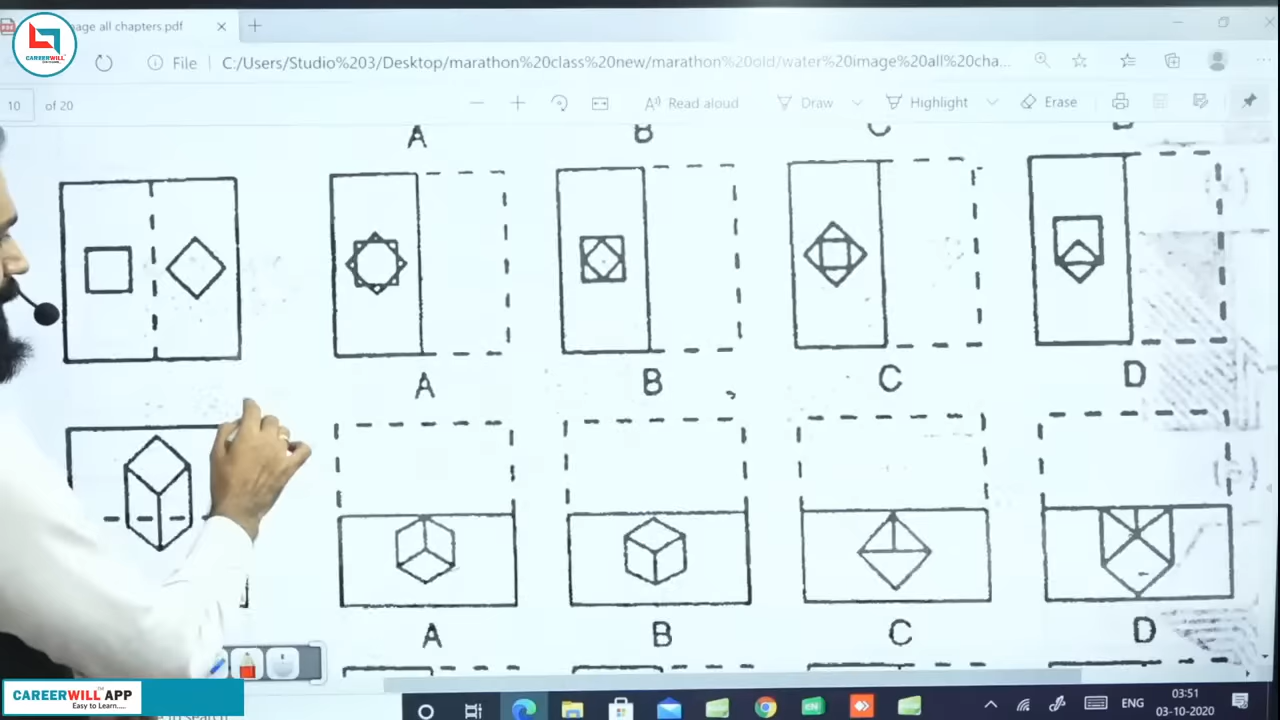 CAREERWILL
nage all chapters.pdf
File
C:/Users/Studio%203/Desktop/marathon%20class%20new/marathon%20old/water%20image%20all%20cha...
10 of 20
Read aloud
Draw
Highlight
Erase
A B C
A B C D
A B C D
CAREERWILL APP
Easy to Learn.....
ENG
03:51
03-10-2020